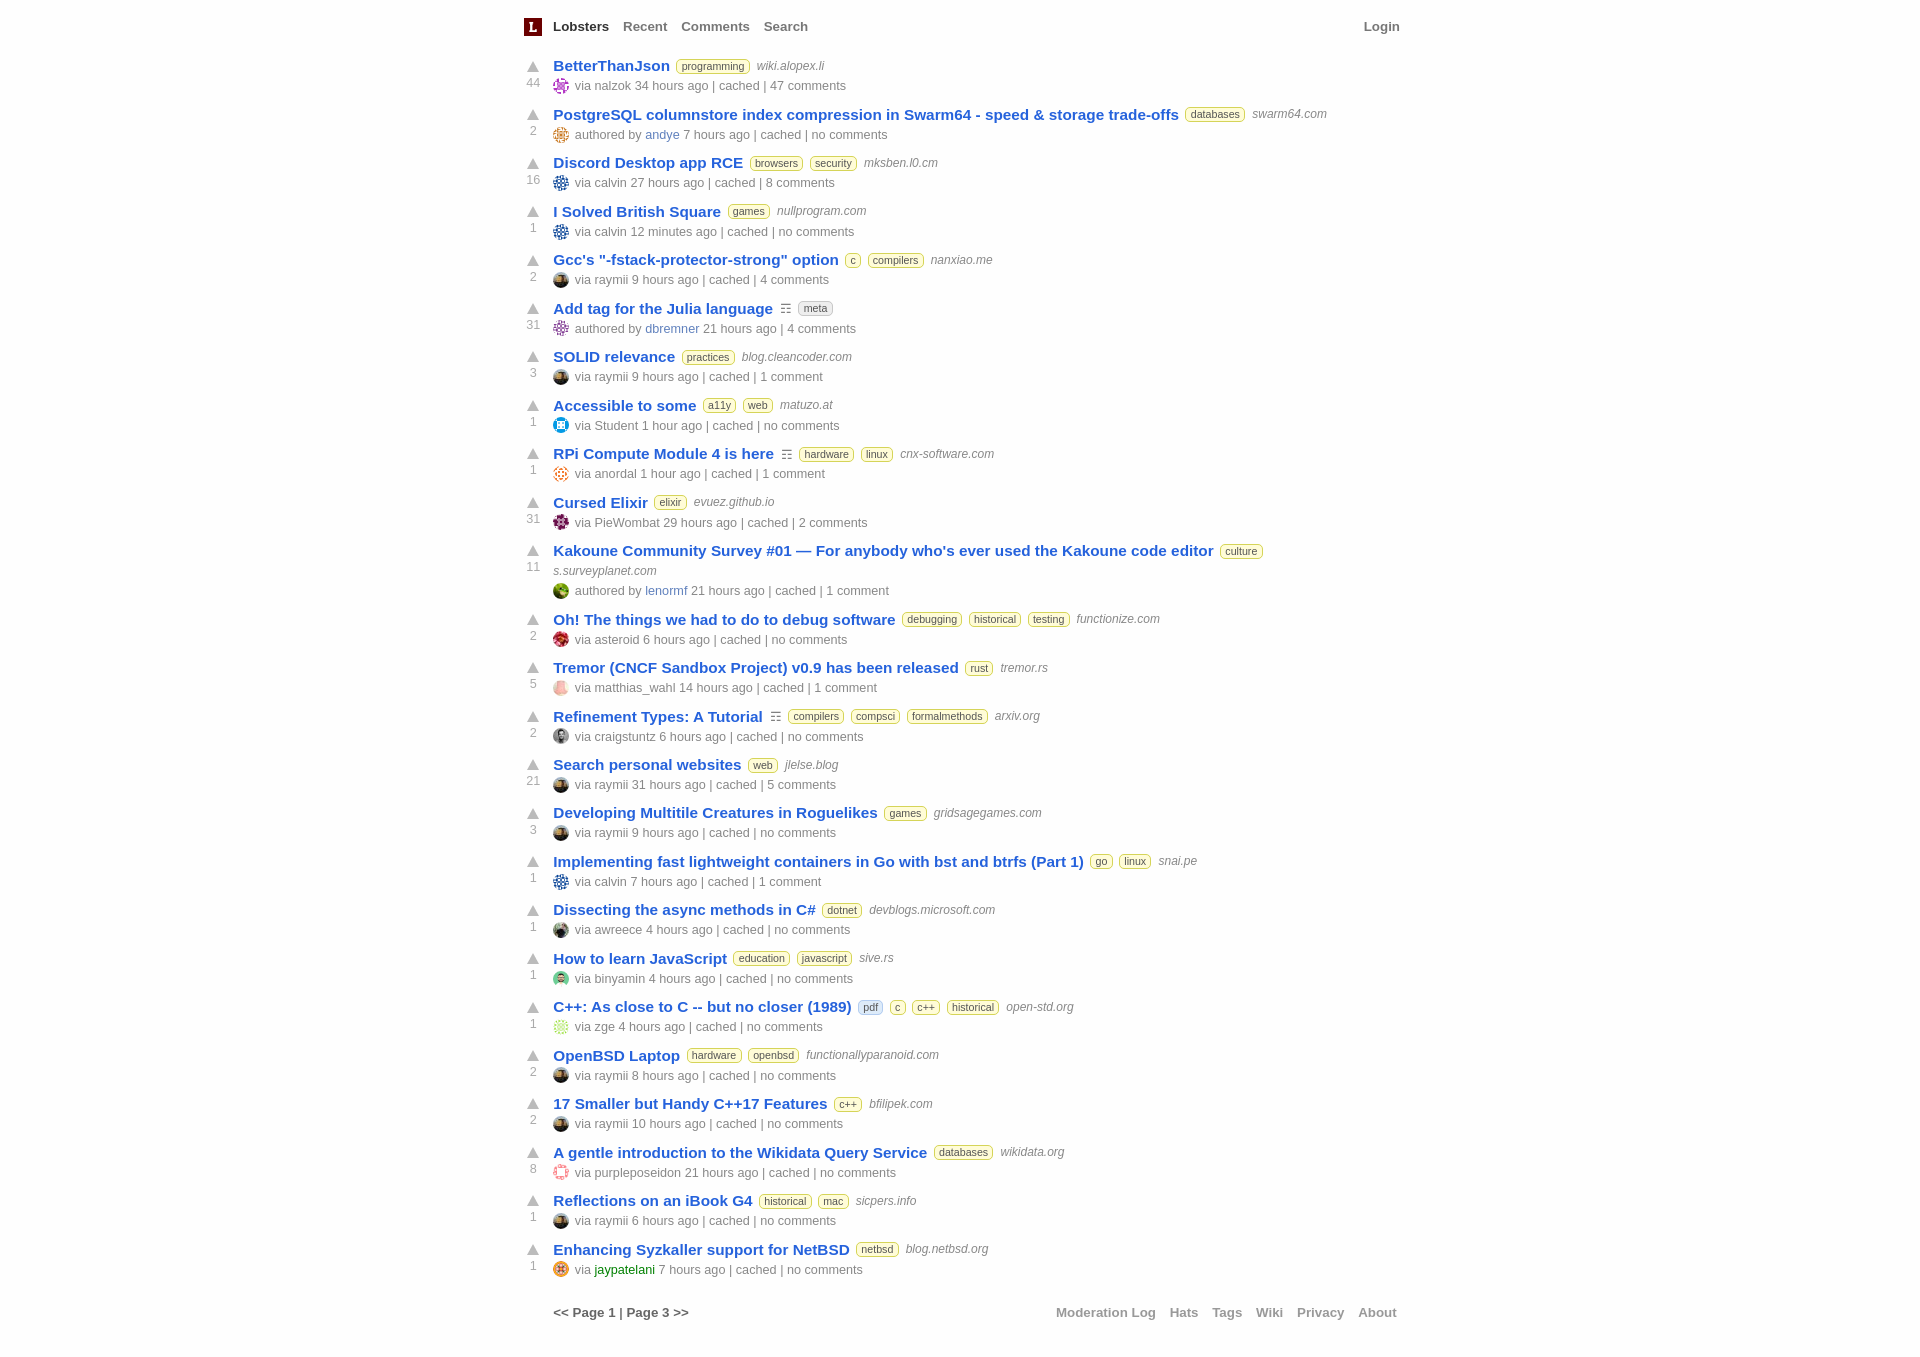 L Lobsters Recent Comments Search Login
BetterThanJson programming wiki.alopex.li
44
via nalzok 34 hours ago | cached | 47 comments
PostgreSQL columnstore index compression in Swarm64 - speed & storage trade-offs databases swarm64.com
2
authored by andye 7 hours ago | cached | no comments
Discord Desktop app RCE browsers security mksben.l0.cm
16
via calvin 27 hours ago | cached | 8 comments
I Solved British Square games nullprogram.com
1
via calvin 12 minutes ago | cached | no comments
Gcc's "-fstack-protector-strong" option c compilers nanxiao.me
2
via raymii 9 hours ago | cached | 4 comments
Add tag for the Julia language ☶ meta
31
authored by dbremner 21 hours ago | 4 comments
SOLID relevance practices blog.cleancoder.com
3
via raymii 9 hours ago | cached | 1 comment
Accessible to some a11y web matuzo.at
1
via Student 1 hour ago | cached | no comments
RPi Compute Module 4 is here ☶ hardware linux cnx-software.com
1
via anordal 1 hour ago | cached | 1 comment
Cursed Elixir elixir evuez.github.io
31
via PieWombat 29 hours ago | cached | 2 comments
Kakoune Community Survey #01 — For anybody who's ever used the Kakoune code editor culture
11
s.surveyplanet.com
authored by lenormf 21 hours ago | cached | 1 comment
Oh! The things we had to do to debug software debugging historical testing functionize.com
2
via asteroid 6 hours ago | cached | no comments
Tremor (CNCF Sandbox Project) v0.9 has been released rust tremor.rs
5
via matthias_wahl 14 hours ago | cached | 1 comment
Refinement Types: A Tutorial ☶ compilers compsci formalmethods arxiv.org
2
via craigstuntz 6 hours ago | cached | no comments
Search personal websites web jlelse.blog
21
via raymii 31 hours ago | cached | 5 comments
Developing Multitile Creatures in Roguelikes games gridsagegames.com
3
via raymii 9 hours ago | cached | no comments
Implementing fast lightweight containers in Go with bst and btrfs (Part 1) go linux snai.pe
1
via calvin 7 hours ago | cached | 1 comment
Dissecting the async methods in C# dotnet devblogs.microsoft.com
1
via awreece 4 hours ago | cached | no comments
How to learn JavaScript education javascript sive.rs
1
via binyamin 4 hours ago | cached | no comments
C++: As close to C -- but no closer (1989) pdf c c++ historical open-std.org
1
via zge 4 hours ago | cached | no comments
OpenBSD Laptop hardware openbsd functionallyparanoid.com
2
via raymii 8 hours ago | cached | no comments
17 Smaller but Handy C++17 Features c++ bfilipek.com
2
via raymii 10 hours ago | cached | no comments
A gentle introduction to the Wikidata Query Service databases wikidata.org
8
via purpleposeidon 21 hours ago | cached | no comments
Reflections on an iBook G4 historical mac sicpers.info
1
via raymii 6 hours ago | cached | no comments
Enhancing Syzkaller support for NetBSD netbsd blog.netbsd.org
1
via jaypatelani 7 hours ago | cached | no comments
<< Page 1 | Page 3 >> Moderation Log Hats Tags Wiki Privacy About